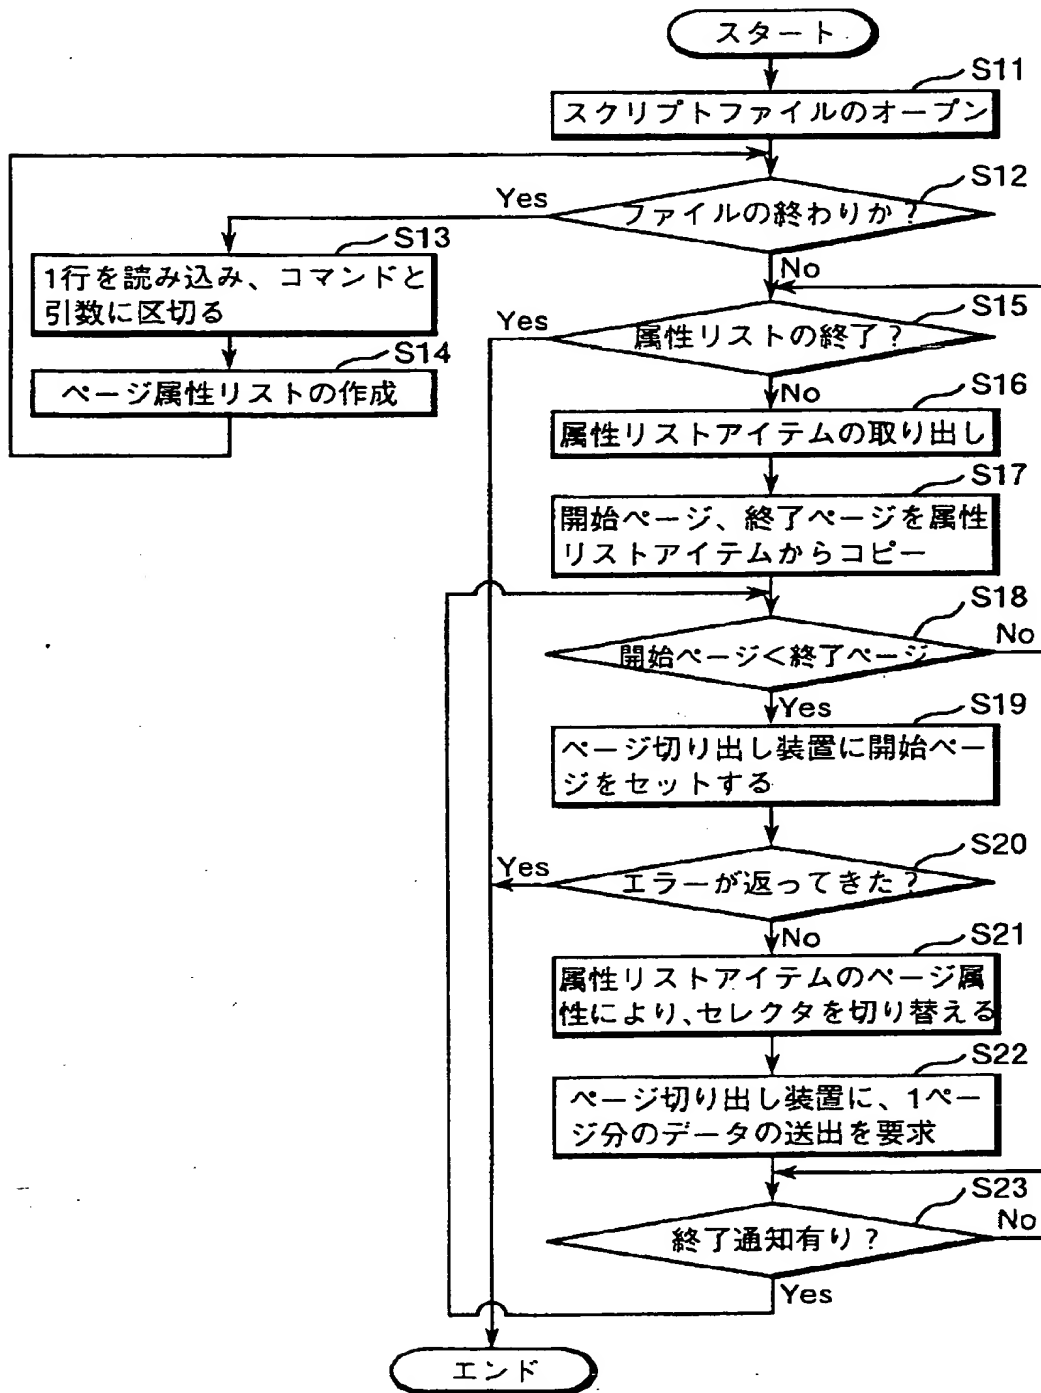 スタート
S11
スクリプトファイルのオープン
S12
ファイルの終わりか?
Yes
No
S13
1行を読み込み、コマンドと
引数に区切る
S14
ページ属性リストの作成
S15
属性リストの終了?
Yes
No
S16
属性リストアイテムの取り出し
S17
開始ページ、終了ページを属性
リストアイテムからコピー
S18
開始ページ<終了ページ
No
Yes
S19
ページ切り出し装置に開始ペー
ジをセットする
S20
エラーが返ってきた?
Yes
No
S21
属性リストアイテムのページ属
性により、セレクタを切り替える
S22
ページ切り出し装置に、1ペー
ジ分のデータの送出を要求
S23
終了通知有り?
No
Yes
エンド